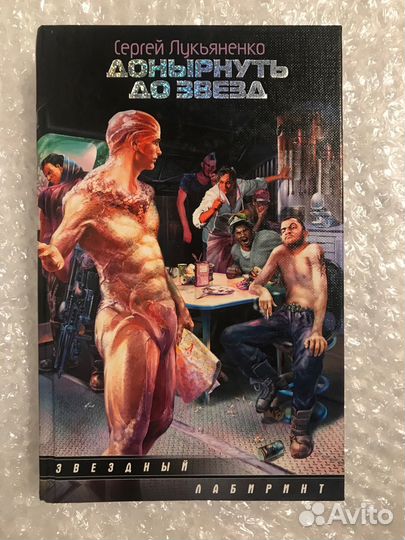 Сергей Лукьяненко
ДОНЫРНУТЬ
ДО ЗВЕЗД
ЗВЕЗДНЫЙ
ЛАБИРИНТ
Avito